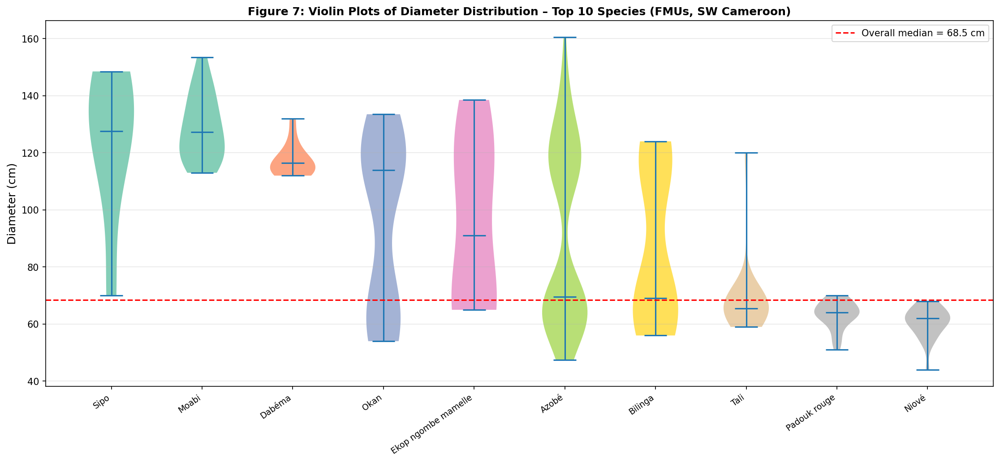 Figure 7: Violin Plots of Diameter Distribution – Top 10 Species (FMUs, SW Cameroon)
Overall median = 68.5 cm
Diameter (cm)
160
140
120
100
80
60
40
Sipo
Moabi
Dabéma
Okan
Ekop ngombe mamelle
Azobé
Bilinga
Tali
Padouk rouge
Niové